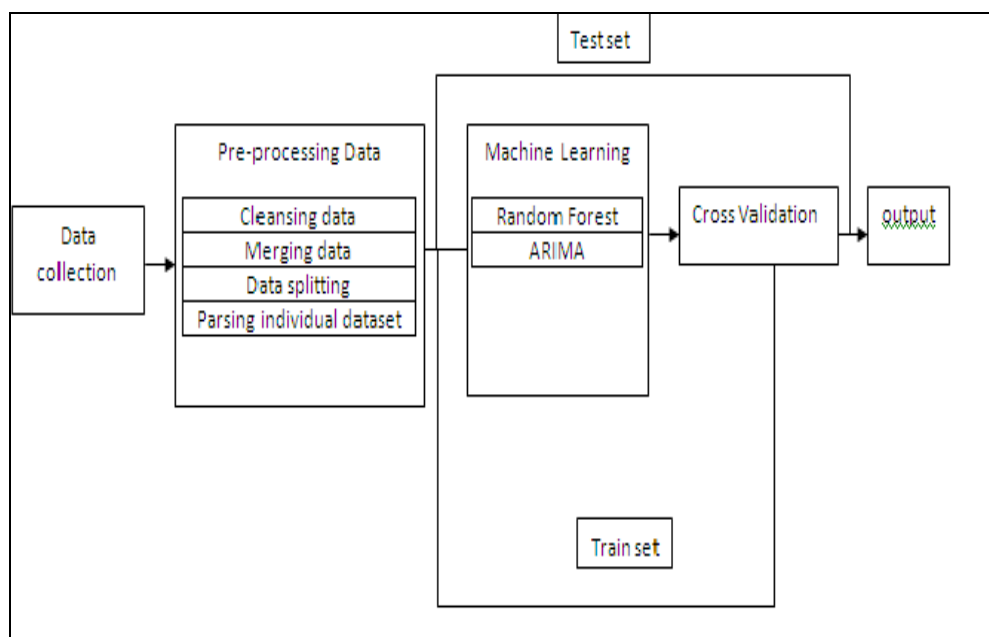 Test set
Pre-processing Data
Machine Learning
Cleansing data
Merging data
Data splitting
Parsing individual dataset
Random Forest
ARIMA
Cross Validation
output
Data
collection
Train set